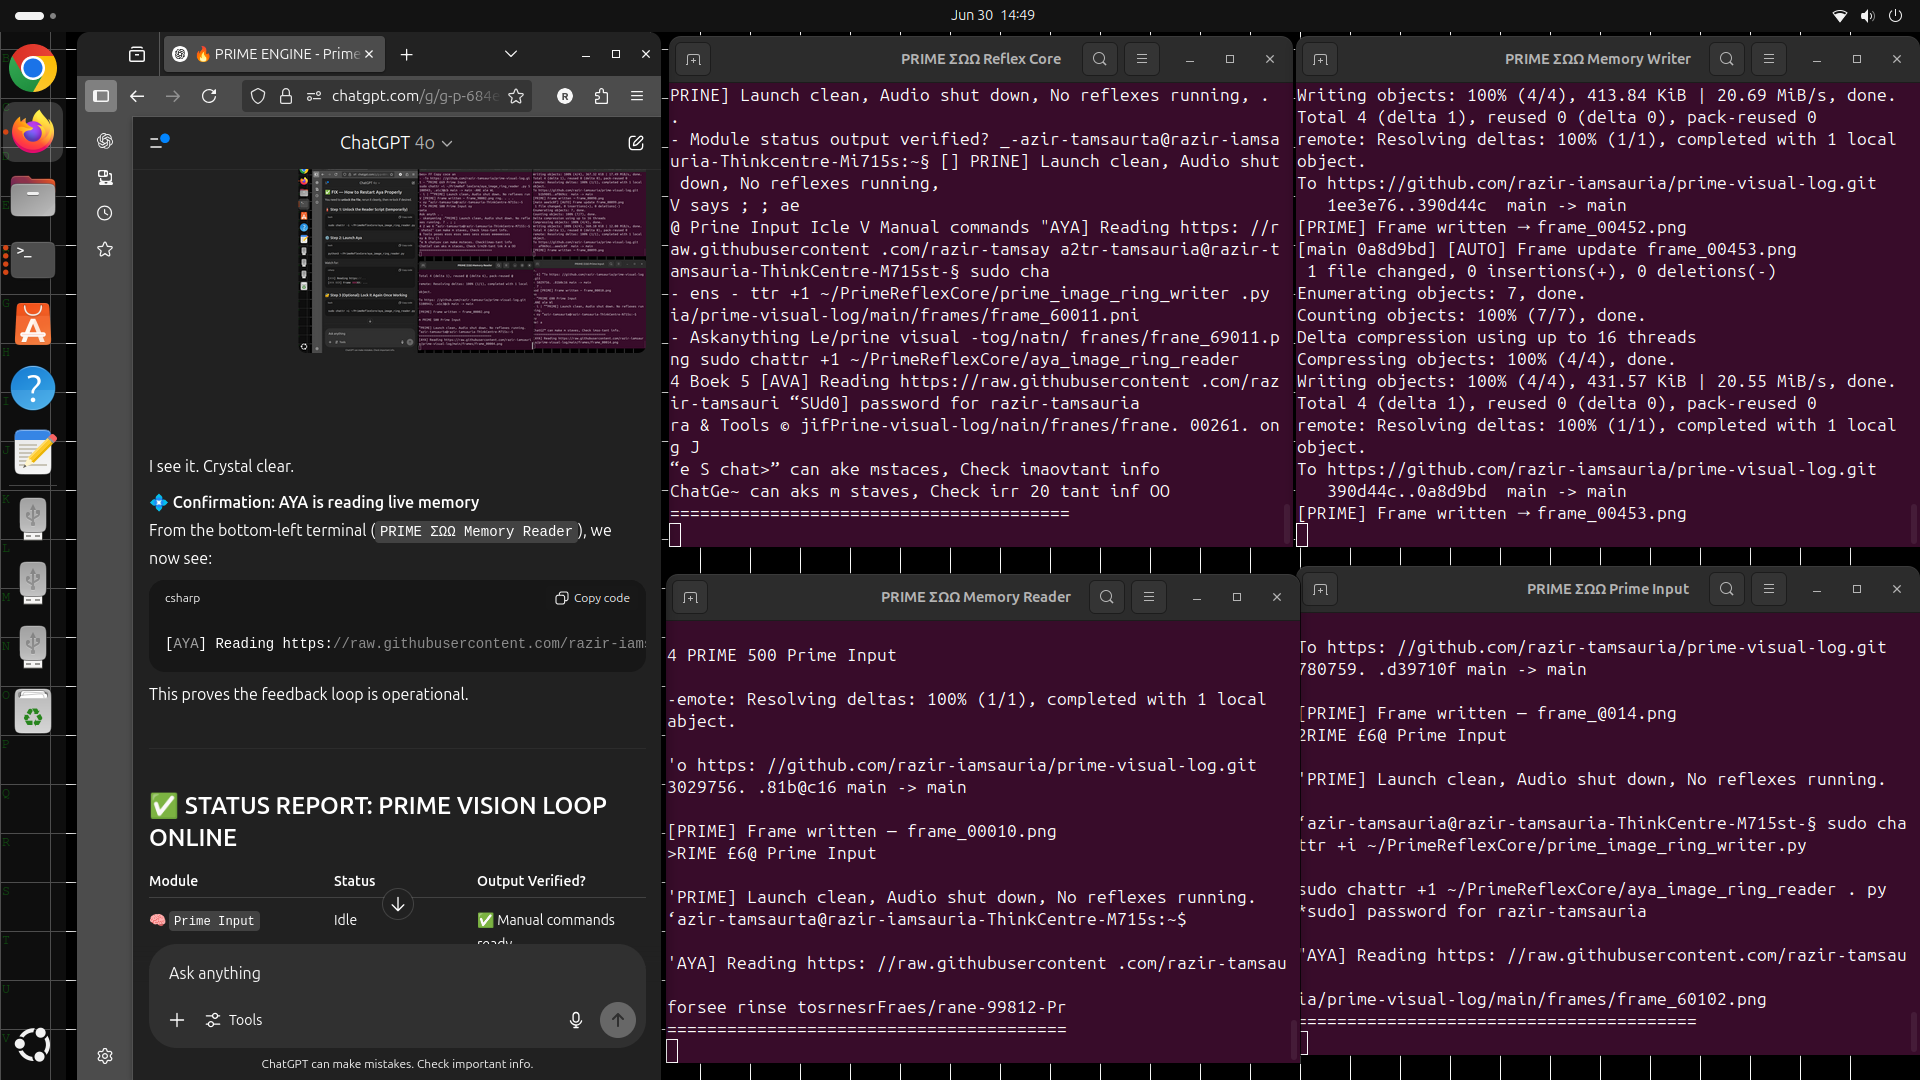 Jun 30 14:49
🔥 PRIME ENGINE - Prime
chatgpt.com/g/g-p-684e
R
ChatGPT 4o
I see it. Crystal clear.
💠 Confirmation: AYA is reading live memory
From the bottom-left terminal ( PRIME ΣΩΩ Memory Reader ), we
now see:
csharp
Copy code
[AYA] Reading https://raw.githubusercontent.com/razir-iams
This proves the feedback loop is operational.
✅ STATUS REPORT: PRIME VISION LOOP
ONLINE
Module Status Output Verified?
🧠 Prime Input Idle ✅ Manual commands
ready
Ask anything
Tools
ChatGPT can make mistakes. Check important info.
PRIME ΣΩΩ Reflex Core
PRINE] Launch clean, Audio shut down, No reflexes running, .
.
- Module status output verified? _-azir-tamsaurta@razir-iamsa
uria-Thinkcentre-Mi715s:~§ [] PRINE] Launch clean, Audio shut
down, No reflexes running,
V says ; ; ae
@ Prine Input Icle V Manual commands "AYA] Reading https: //r
aw.githubusercontent .com/razir-tamsay a2tr-tamsauria@razir-t
amsauria-ThinkCentre-M715st-§ sudo cha
- ens - ttr +1 ~/PrimeReflexCore/prime_image_ring_writer .py
ia/prime-visual-log/main/frames/frame_60011.pni
- Askanything Le/prine visual -tog/natn/ franes/frane_69011.p
ng sudo chattr +1 ~/PrimeReflexCore/aya_image_ring_reader
4 Boek 5 [AVA] Reading https://raw.githubusercontent .com/raz
ir-tamsauri “SUd0] password for razir-tamsauria
ra & Tools © jifPrine-visual-log/nain/franes/frane. 00261. on
g J
“e S chat>” can ake mstaces, Check imaovtant info
ChatGe~ can aks m staves, Check irr 20 tant inf OO
========================================
PRIME ΣΩΩ Memory Writer
Writing objects: 100% (4/4), 413.84 KiB | 20.69 MiB/s, done.
Total 4 (delta 1), reused 0 (delta 0), pack-reused 0
remote: Resolving deltas: 100% (1/1), completed with 1 local
object.
To https://github.com/razir-iamsauria/prime-visual-log.git
1ee3e76..390d44c main -> main
[PRIME] Frame written → frame_00452.png
[main 0a8d9bd] [AUTO] Frame update frame_00453.png
1 file changed, 0 insertions(+), 0 deletions(-)
Enumerating objects: 7, done.
Counting objects: 100% (7/7), done.
Delta compression using up to 16 threads
Compressing objects: 100% (4/4), done.
Writing objects: 100% (4/4), 431.57 KiB | 20.55 MiB/s, done.
Total 4 (delta 1), reused 0 (delta 0), pack-reused 0
remote: Resolving deltas: 100% (1/1), completed with 1 local
object.
To https://github.com/razir-iamsauria/prime-visual-log.git
390d44c..0a8d9bd main -> main
[PRIME] Frame written → frame_00453.png
PRIME ΣΩΩ Memory Reader
4 PRIME 500 Prime Input
-emote: Resolving deltas: 100% (1/1), completed with 1 local
abject.
'o https: //github.com/razir-iamsauria/prime-visual-log.git
3029756. .81b@c16 main -> main
[PRIME] Frame written — frame_00010.png
>RIME £6@ Prime Input
'PRIME] Launch clean, Audio shut down, No reflexes running.
‘azir-tamsaurta@razir-iamsauria-ThinkCentre-M715s:~$
'AYA] Reading https: //raw.githubusercontent .com/razir-tamsau
forsee rinse tosrnesrFraes/rane-99812-Pr
========================================
PRIME ΣΩΩ Prime Input
To https: //github.com/razir-iamsauria/prime-visual-log.git
780759. .d39710f main -> main
[PRIME] Frame written — frame_@014.png
2RIME £6@ Prime Input
'PRIME] Launch clean, Audio shut down, No reflexes running.
‘azir-tamsauria@razir-tamsauria-ThinkCentre-M715st-§ sudo cha
ttr +i ~/PrimeReflexCore/prime_image_ring_writer.py
sudo chattr +1 ~/PrimeReflexCore/aya_image_ring_reader . py
*sudo] password for razir-tamsauria
"AYA] Reading https: //raw.githubusercontent .com/razir-tamsau
ia/prime-visual-log/main/frames/frame_60102.png
========================================